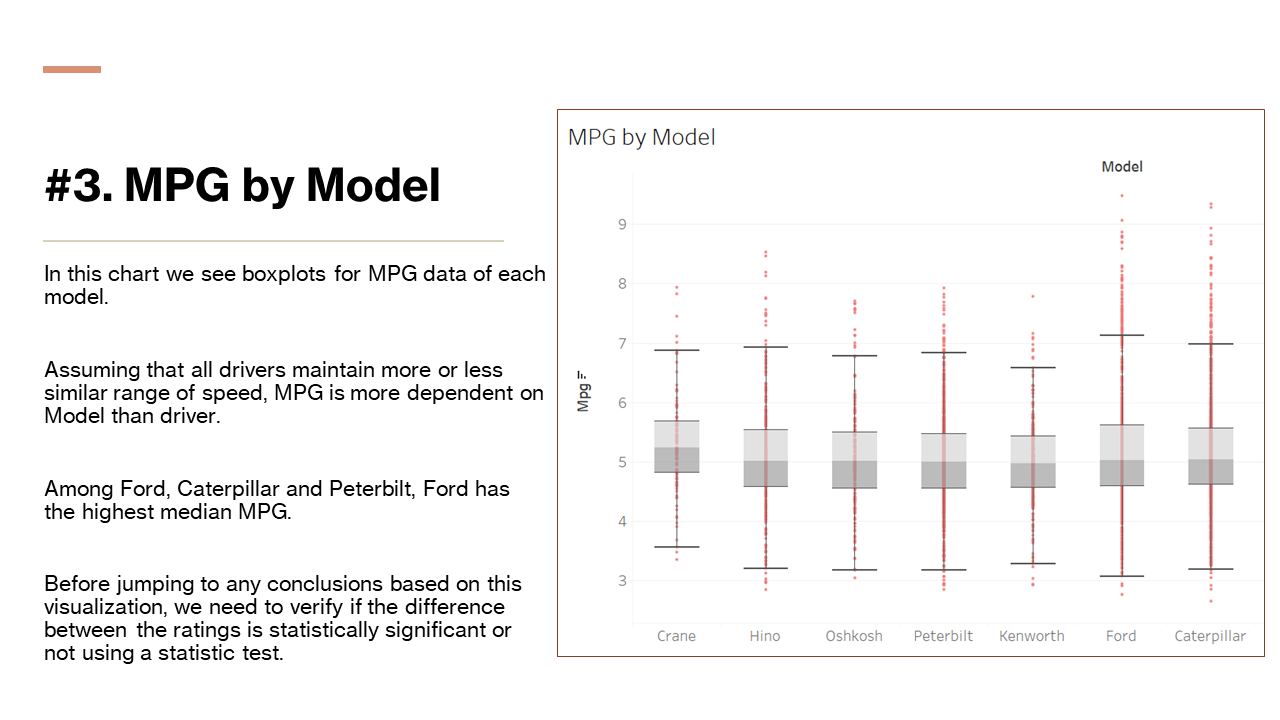 #3. MPG by Model
In this chart we see boxplots for MPG data of each
model.
Assuming that all drivers maintain more or less
similar range of speed, MPG is more dependent on
Model than driver.
Among Ford, Caterpillar and Peterbilt, Ford has
the highest median MPG.
Before jumping to any conclusions based on this
visualization, we need to verify if the difference
between the ratings is statistically significant or
not using a statistic test.
MPG by Model
Model
Mpg
9
8
7
6
5
4
3
Crane Hino Oshkosh Peterbilt Kenworth Ford Caterpillar